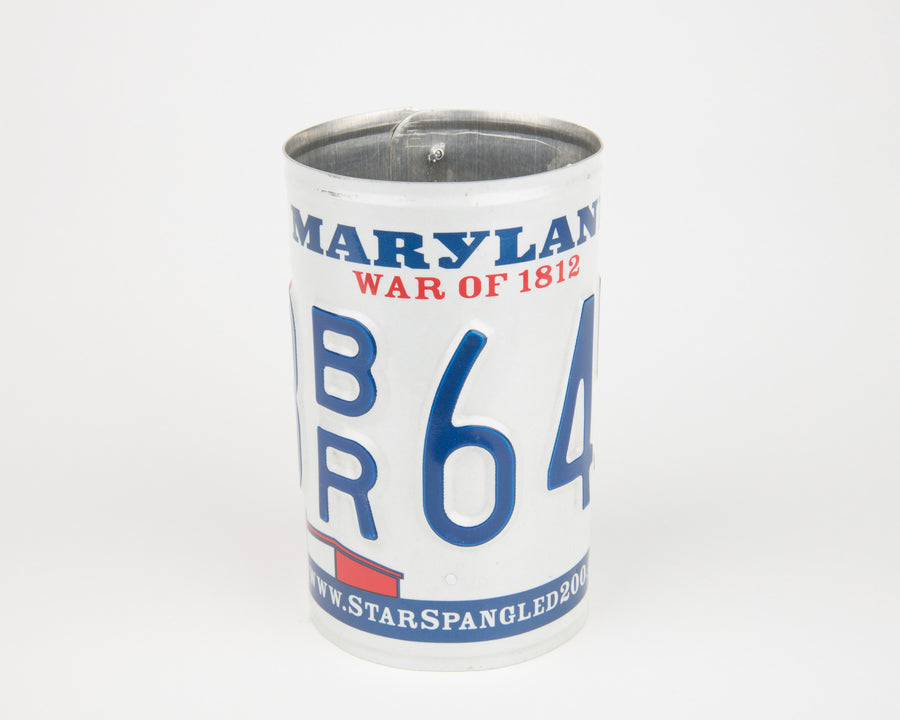 MARYLAN
WAR OF 1812
B 64
R
WWW.STARSPANGLED200